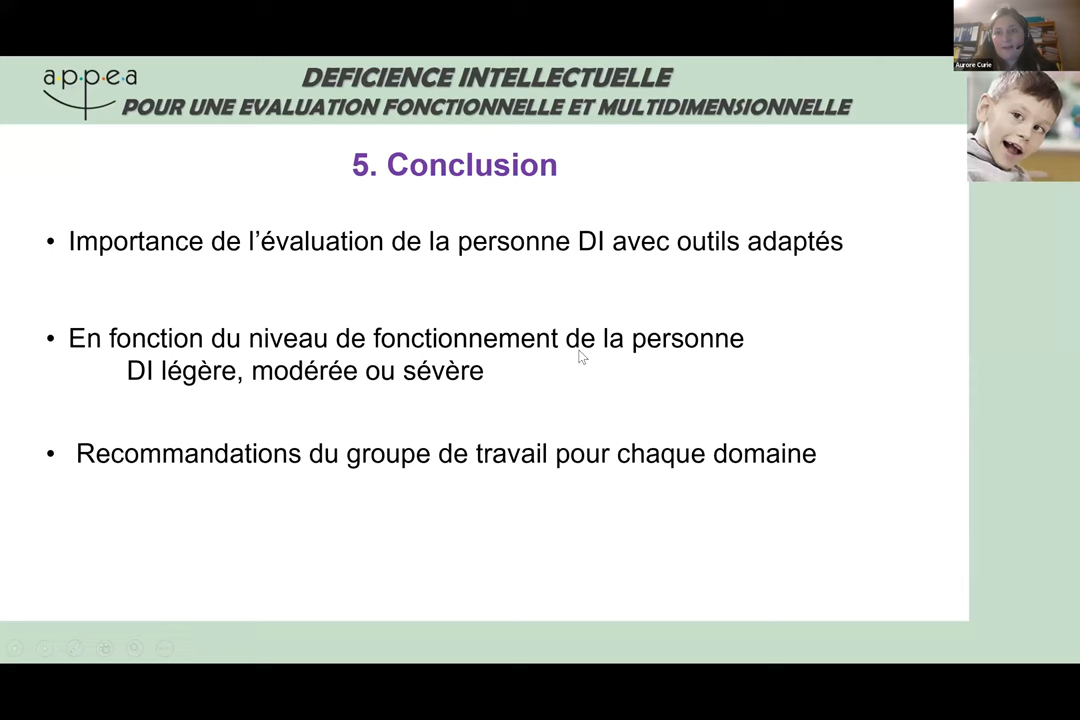 Aurore Curie
appea
DEFICIENCE INTELLECTUELLE
POUR UNE EVALUATION FONCTIONNELLE ET MULTIDIMENSIONNELLE
5. Conclusion
• Importance de l’évaluation de la personne DI avec outils adaptés
• En fonction du niveau de fonctionnement de la personne
DI légère, modérée ou sévère
• Recommandations du groupe de travail pour chaque domaine